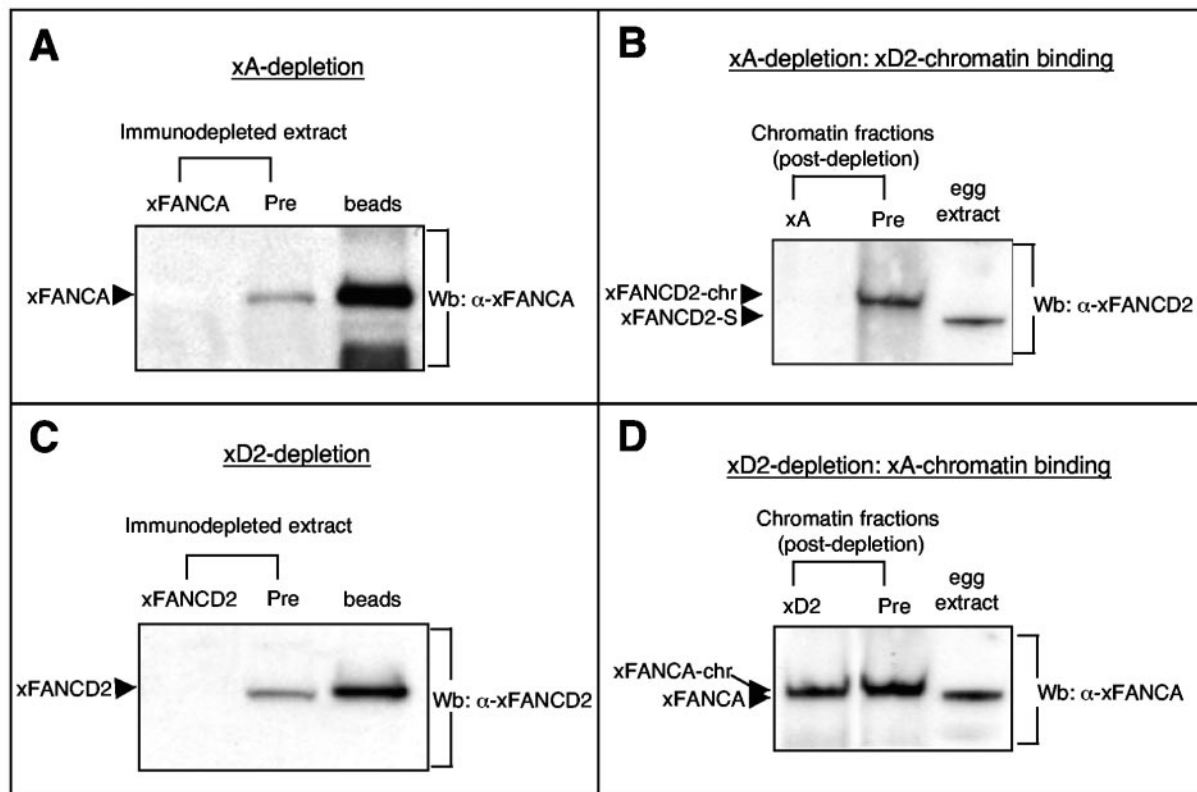 A
xA-depletion
Immunodepleted extract
xFANCA Pre beads
xFANCA
Wb: α-xFANCA
B
xA-depletion: xD2-chromatin binding
Chromatin fractions
(post-depletion)
egg
extract
xA Pre
xFANCD2-chr
xFANCD2-S
Wb: α-xFANCD2
C
xD2-depletion
Immunodepleted extract
xFANCD2 Pre beads
xFANCD2
Wb: α-xFANCD2
D
xD2-depletion: xA-chromatin binding
Chromatin fractions
(post-depletion)
egg
extract
xD2 Pre
xFANCA-chr
xFANCA
Wb: α-xFANCA